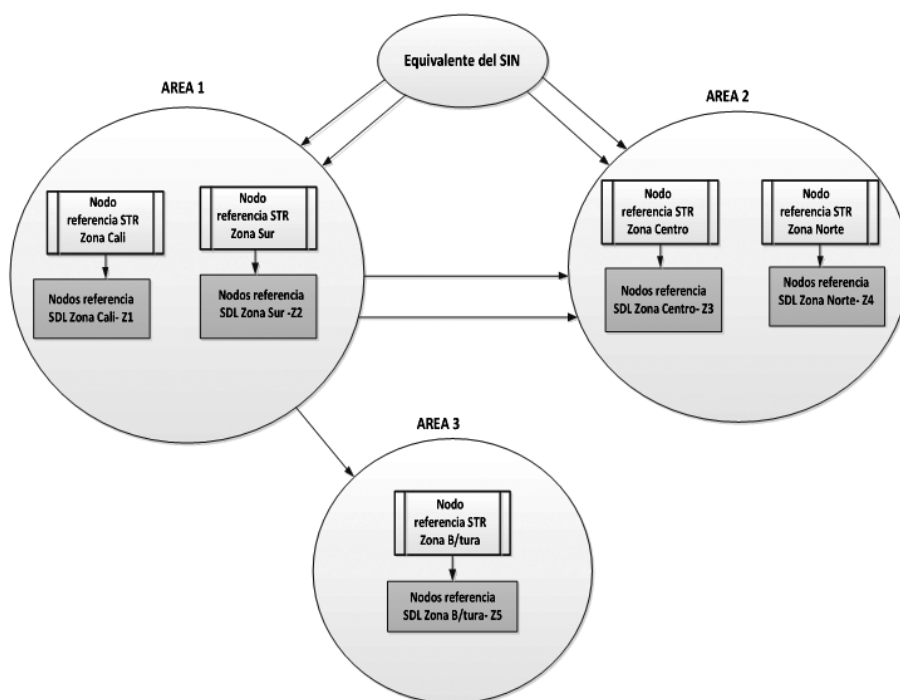 Equivalente del SIN
AREA 1
AREA 2
Nodo
referencia STR
Zona Cali
Nodo
referencia STR
Zona Sur
Nodo
referencia STR
Zona Centro
Nodo
referencia STR
Zona Norte
Nodos referencia
SDL Zona Cali- Z1
Nodos referencia
SDL Zona Sur -Z2
Nodos referencia
SDL Zona Centro- Z3
Nodos referencia
SDL Zona Norte- Z4
AREA 3
Nodo
referencia STR
Zona B/tura
Nodos referencia
SDL Zona B/tura- Z5